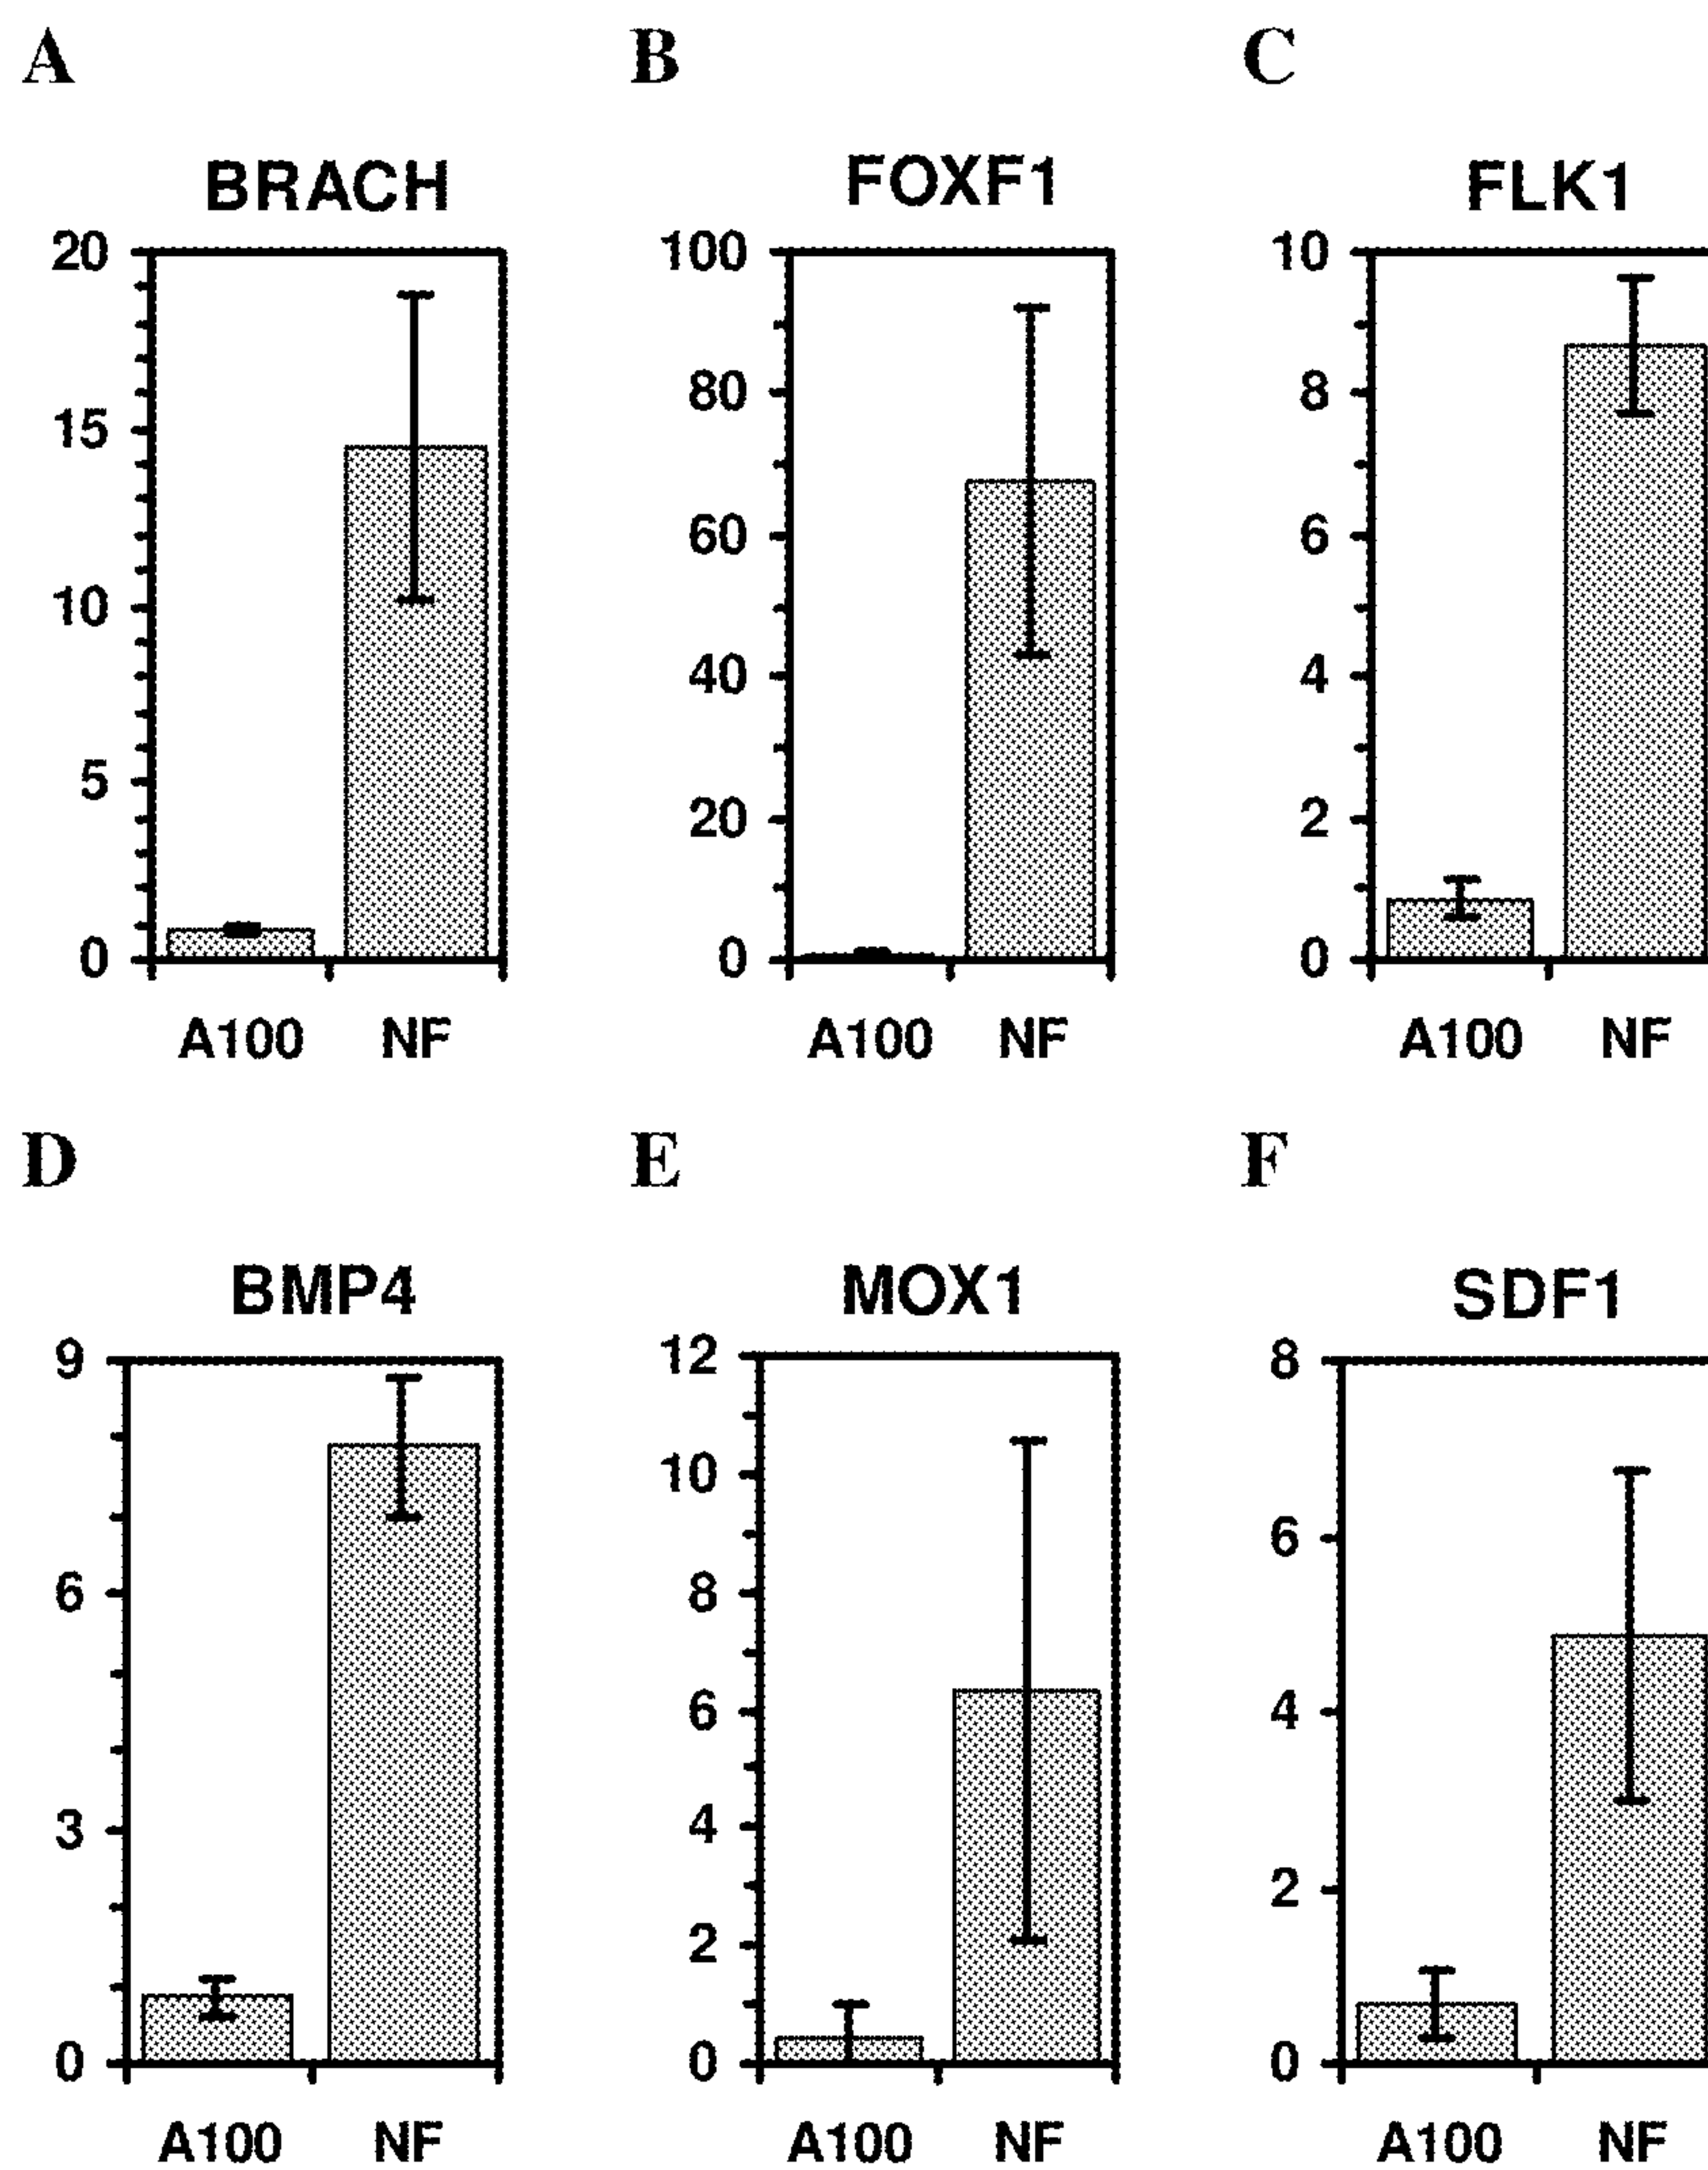 A B C
BRACH FOXF1 FLK1
20 100 10
80 8
15
60 6
10
40 4
5
20 2
0 0 0
A100 NF A100 NF A100 NF
D E F
BMP4 MOX1 SDF1
9 12 8
10
6
6 8
6 4
3 4
2 2
0 0 0
A100 NF A100 NF A100 NF